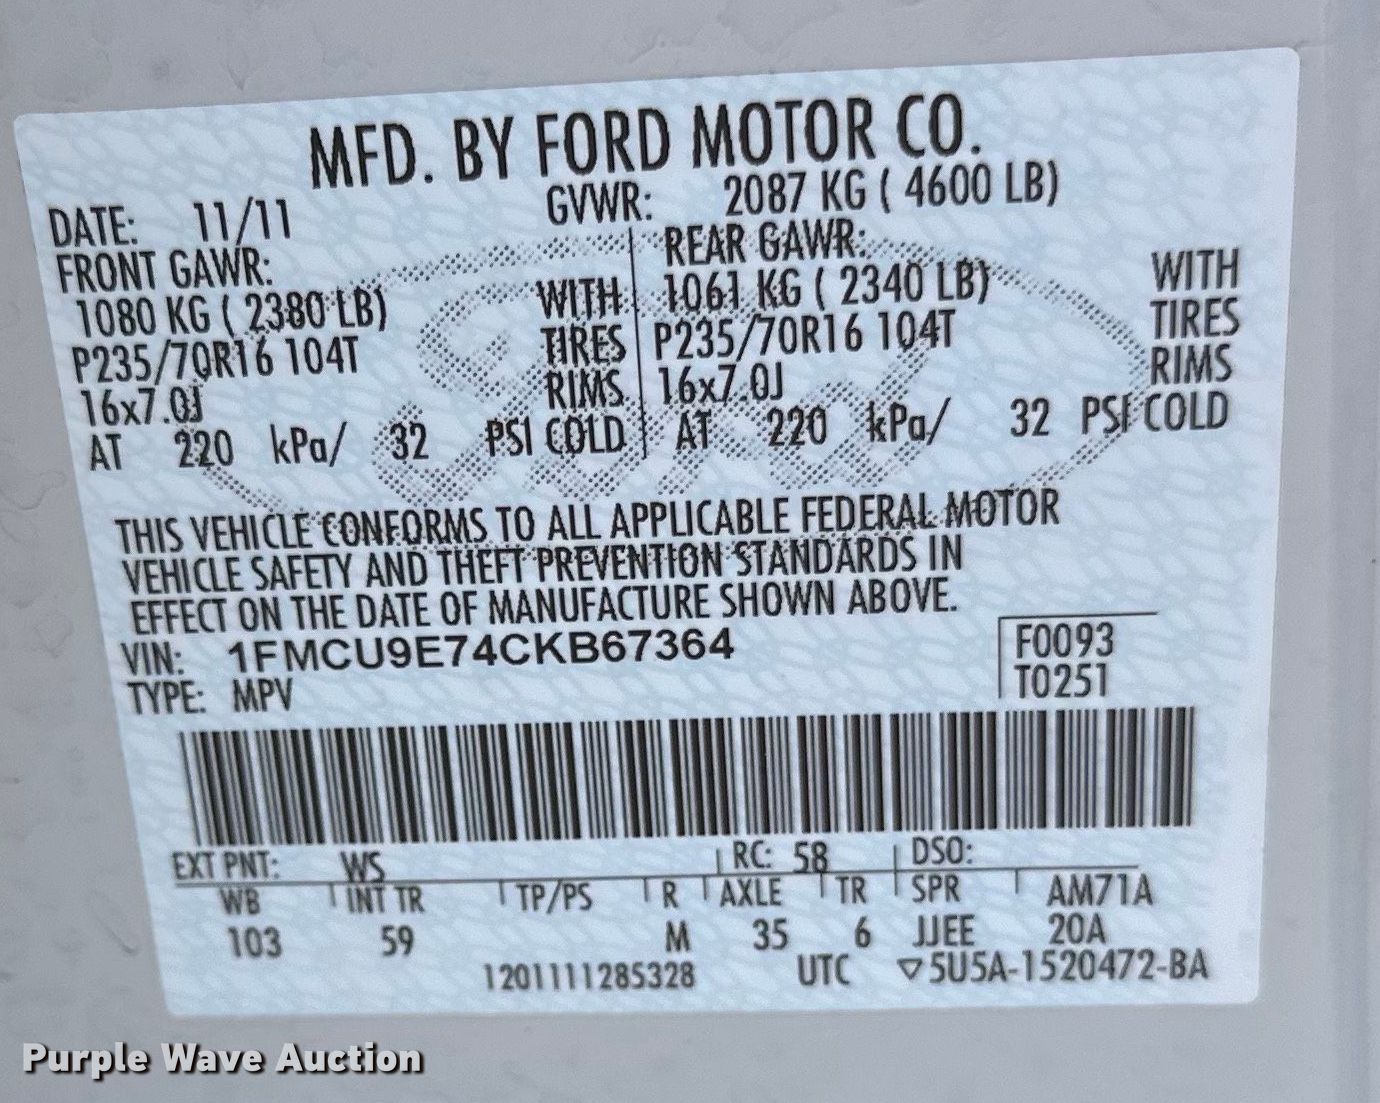 MFD. BY FORD MOTOR CO.
DATE: 11/11 GVWR: 2087 KG ( 4600 LB)
FRONT GAWR: REAR GAWR:
1080 KG ( 2380 LB) WITH 1061 KG ( 2340 LB) WITH
P235/70R16 104T TIRES P235/70R16 104T TIRES
16x7.0J RIMS 16x7.0J RIMS
AT 220 kPa/ 32 PSI COLD AT 220 kPa/ 32 PSI COLD
Ford
THIS VEHICLE CONFORMS TO ALL APPLICABLE FEDERAL MOTOR
VEHICLE SAFETY AND THEFT PREVENTION STANDARDS IN
EFFECT ON THE DATE OF MANUFACTURE SHOWN ABOVE.
VIN: 1FMCU9E74CKB67364 F0093
TYPE: MPV T0251
EXT PNT: WS RC: 58 DSO:
WB INT TR TP/PS R AXLE TR SPR AM71A
103 59 M 35 6 JJEE 20A
1201111285328 UTC ▽5U5A-1520472-BA
Purple Wave Auction